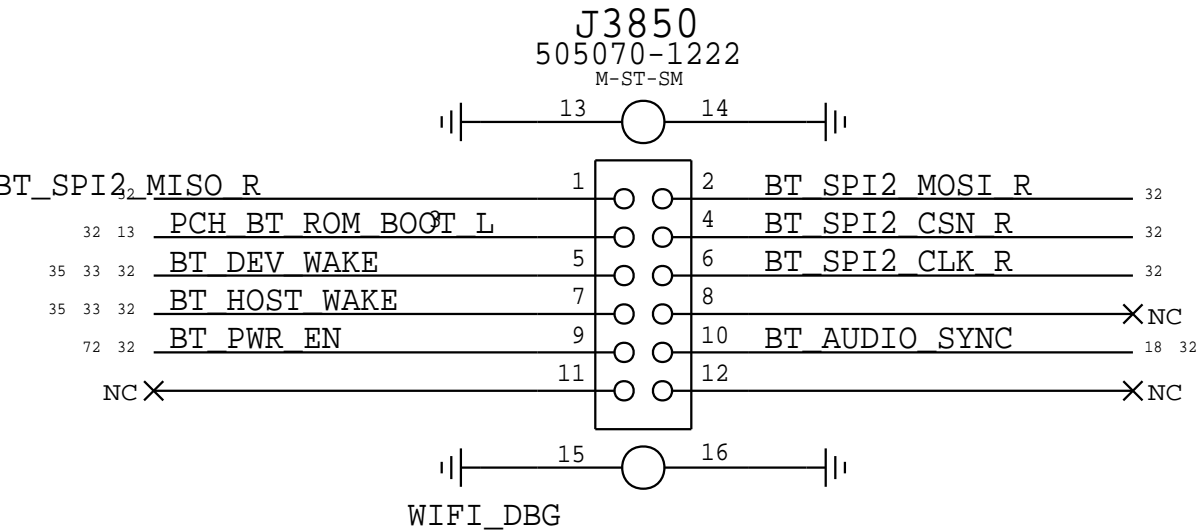 J3850
505070-1222
M-ST-SM
13 14
BT_SPI2_MISO_R 32 1 2 BT_SPI2_MOSI_R 32
32 13 PCH_BT_ROM_BOOT_L 3 4 BT_SPI2_CSN_R 32
35 33 32 BT_DEV_WAKE 5 6 BT_SPI2_CLK_R 32
35 33 32 BT_HOST_WAKE 7 8 NC
72 32 BT_PWR_EN 9 10 BT_AUDIO_SYNC 18 32
NC 11 12 NC
15 16
WIFI_DBG